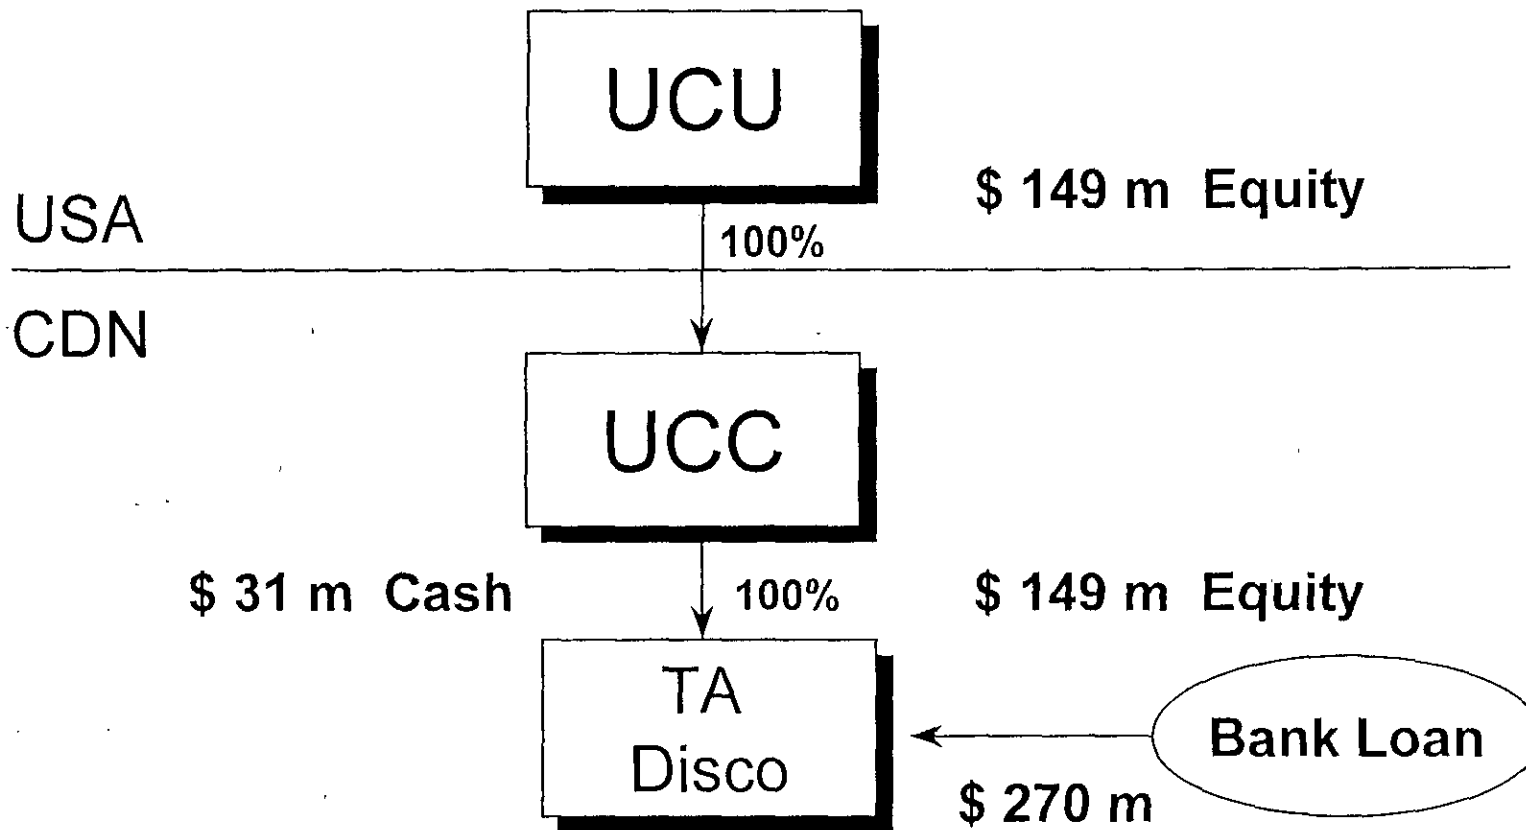 UCU
$ 149 m Equity
USA
100%
CDN
UCC
$ 31 m Cash
100%
$ 149 m Equity
TA
Disco
Bank Loan
$ 270 m